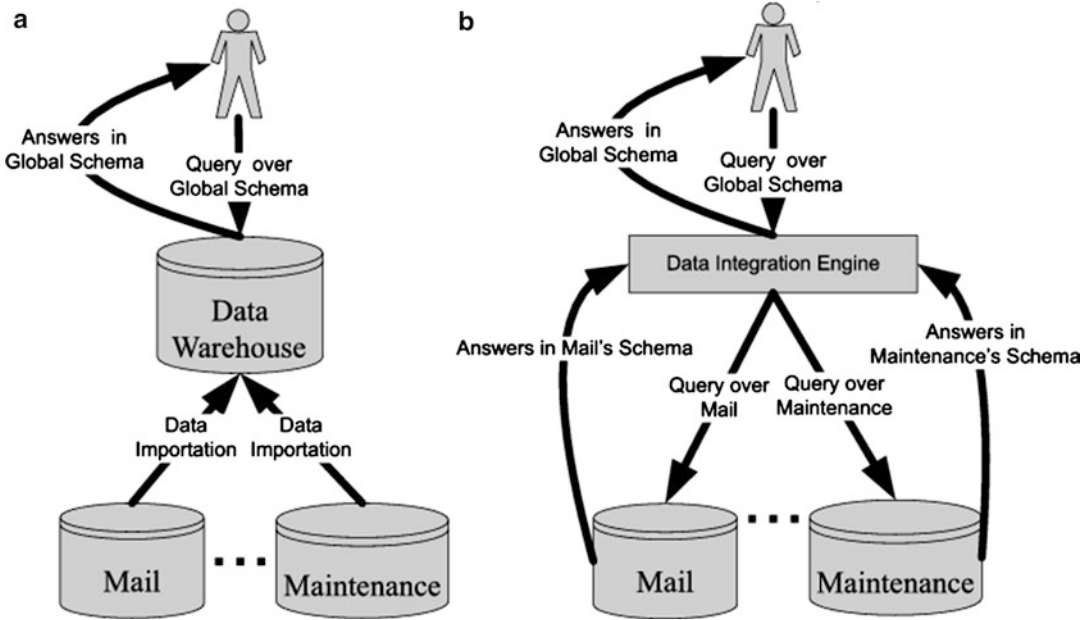 a
Answers in
Global Schema
Query over
Global Schema
Data
Warehouse
Data
Importation
Data
Importation
Mail
...
Maintenance
b
Answers in
Global Schema
Query over
Global Schema
Data Integration Engine
Answers in Mail's Schema
Query over
Mail
Query over
Maintenance
Answers in
Maintenance's Schema
Mail
...
Maintenance